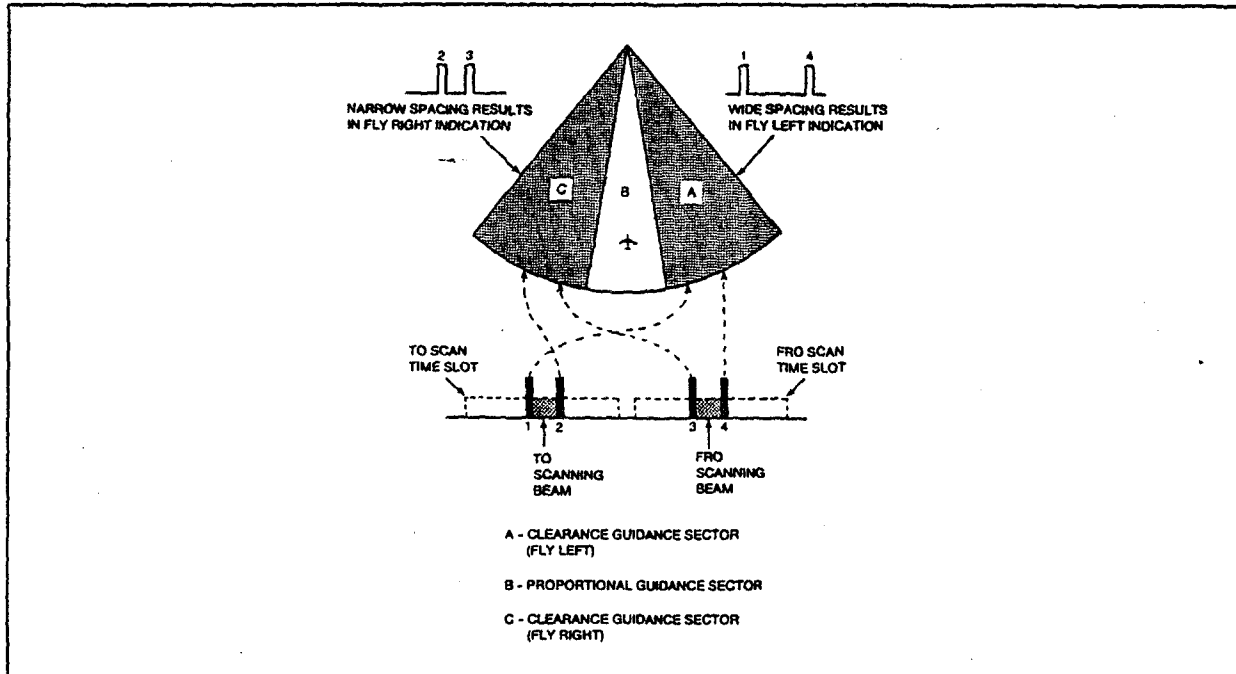 2 3
1 4
NARROW SPACING RESULTS
IN FLY RIGHT INDICATION
WIDE SPACING RESULTS
IN FLY LEFT INDICATION
C
B
A
TO SCAN
TIME SLOT
FRO SCAN
TIME SLOT
1 2
3 4
TO
SCANNING
BEAM
FRO
SCANNING
BEAM
A - CLEARANCE GUIDANCE SECTOR
(FLY LEFT)
B - PROPORTIONAL GUIDANCE SECTOR
C - CLEARANCE GUIDANCE SECTOR
(FLY RIGHT)